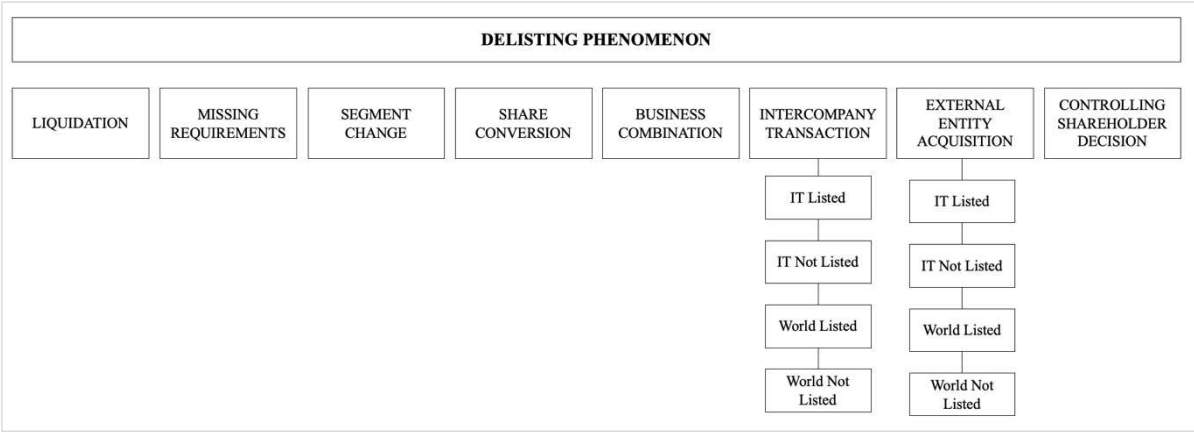 DELISTING PHENOMENON
LIQUIDATION
MISSING
REQUIREMENTS
SEGMENT
CHANGE
SHARE
CONVERSION
BUSINESS
COMBINATION
INTERCOMPANY
TRANSACTION
EXTERNAL
ENTITY
ACQUISITION
CONTROLLING
SHAREHOLDER
DECISION
IT Listed
IT Not Listed
World Listed
World Not
Listed
IT Listed
IT Not Listed
World Listed
World Not
Listed